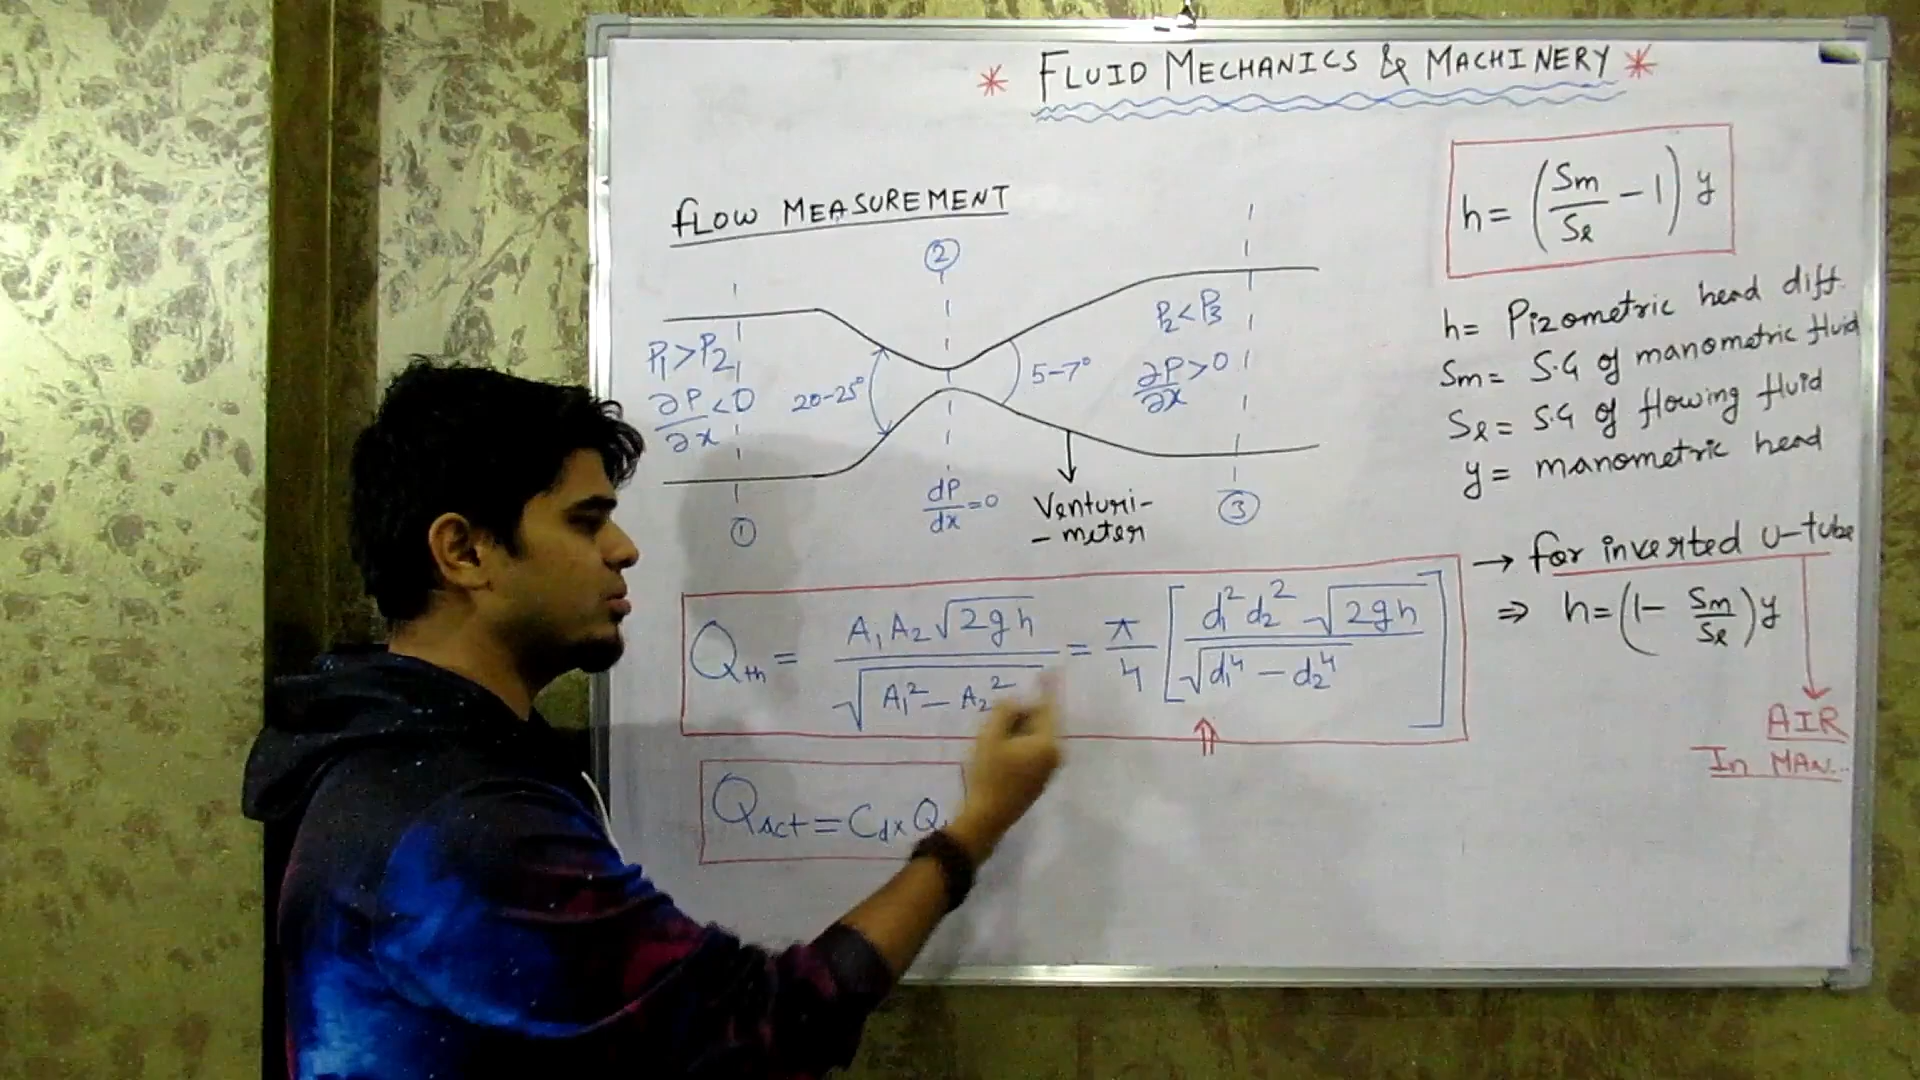 * FLUID MECHANICS & MACHINERY *
FLOW MEASUREMENT
②
P₁>P₂
∂P/∂x<0
20-25°
5-7°
P₂<P₃
∂P/∂x>0
①
dP/dx=0
Venturi-
-meter
③
Qth = A₁A₂√2gh / √A₁²-A₂² = π/4 [d₁²d₂²√2gh / √d₁⁴-d₂⁴]
⇑
Qact = Cd x Q
h = (Sm/Sl - 1) y
h = Pizometric head diff.
Sm = S.G of manometric fluid
Sl = S.G of flowing fluid
y = manometric head
→ for inverted U-tube
⇒ h = (1 - Sm/Sl) y
AIR
In MAN..